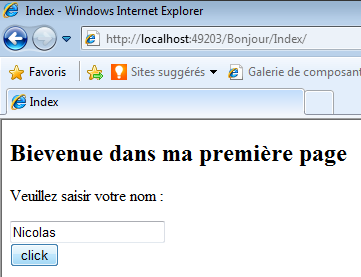 Index - Windows Internet Explorer
http://localhost:49203/Bonjour/Index/
Favoris Sites suggérés Galerie de composant
Index
Bievenue dans ma première page
Veuillez saisir votre nom :
Nicolas
click